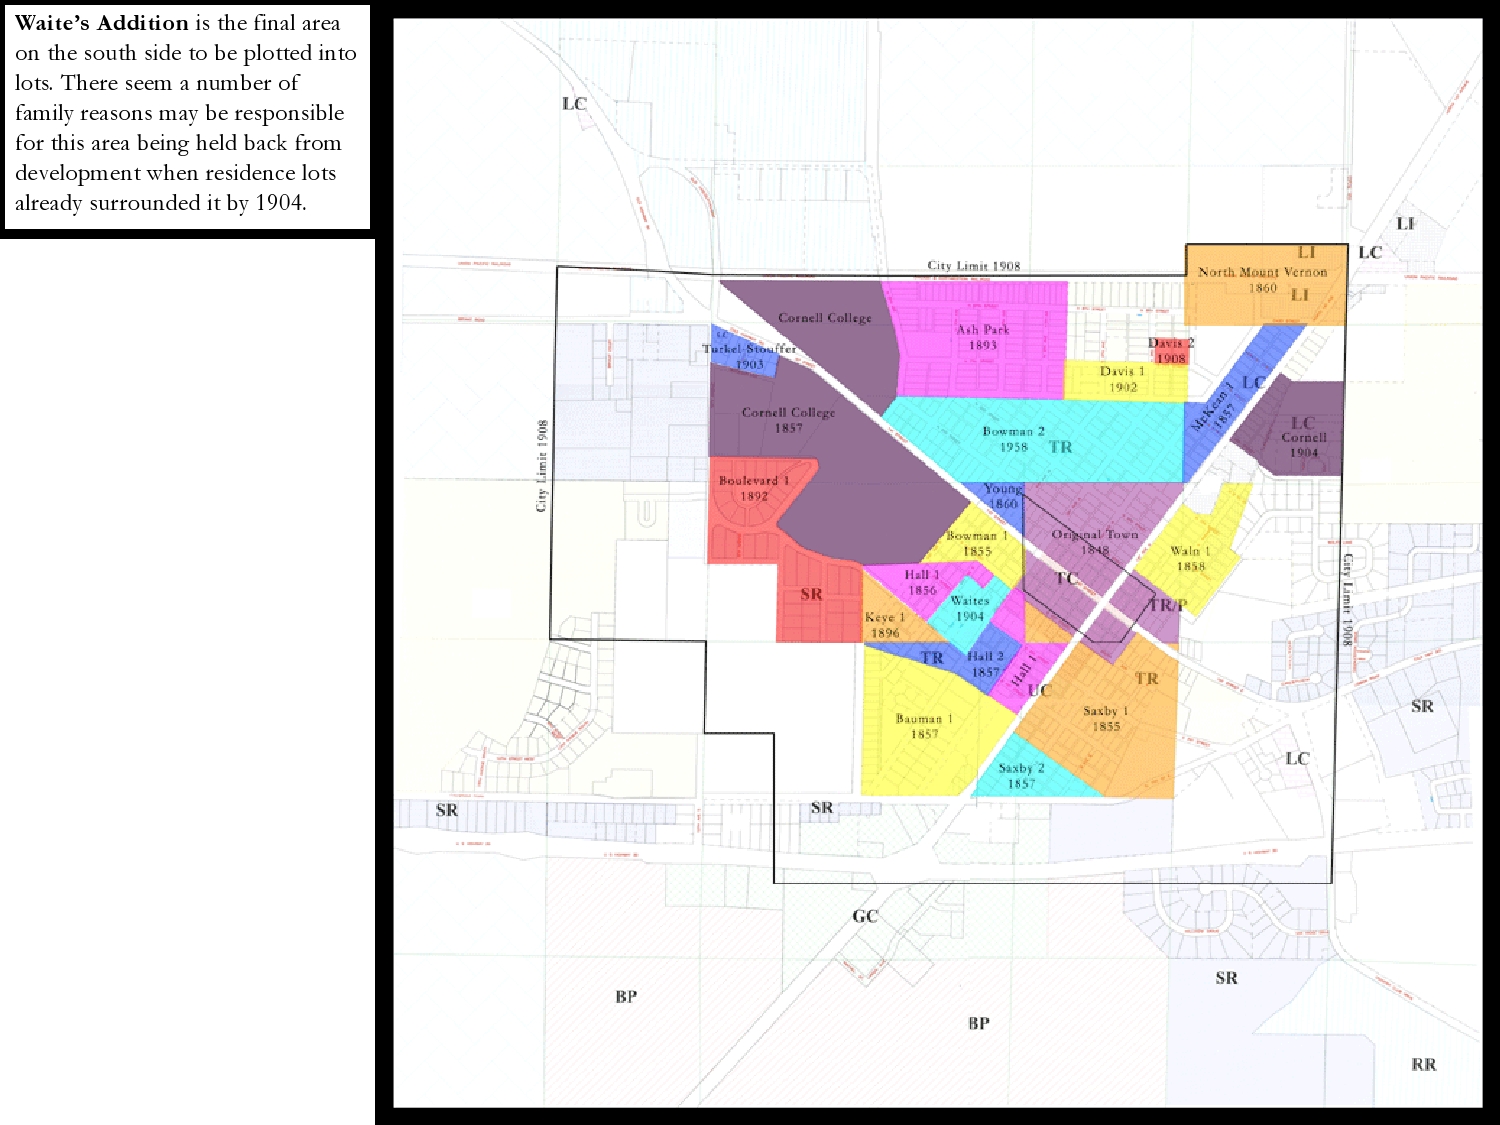 Waite's Addition is the final area
on the south side to be plotted into
lots. There seem a number of
family reasons may be responsible
for this area being held back from
development when residence lots
already surrounded it by 1904.
LC
LI
LC
LI
North Mount Vernon
1860
LI
City Limit 1908
Cornell College
Ash Park
1893
Davis 2
1908
Davis 1
1902
Tuckel Stouffer
1903
LC
McKean 1
1857
Cornell College
1857
Bowman 2
1958
TR
LC
Cornell
1904
City Limit 1908
Boulevard 1
1892
Young
1860
Original Town
1848
Bowman 1
1855
Waln 1
1858
TC
Hall 1
1856
Waites
1904
SR
TR/P
City Limit 1908
Keye 1
1896
TR
Hall 2
1857
Hall 1
UC
TR
Bauman 1
1857
Saxby 1
1855
SR
Saxby 2
1857
LC
SR
SR
GC
BP
SR
BP
RR